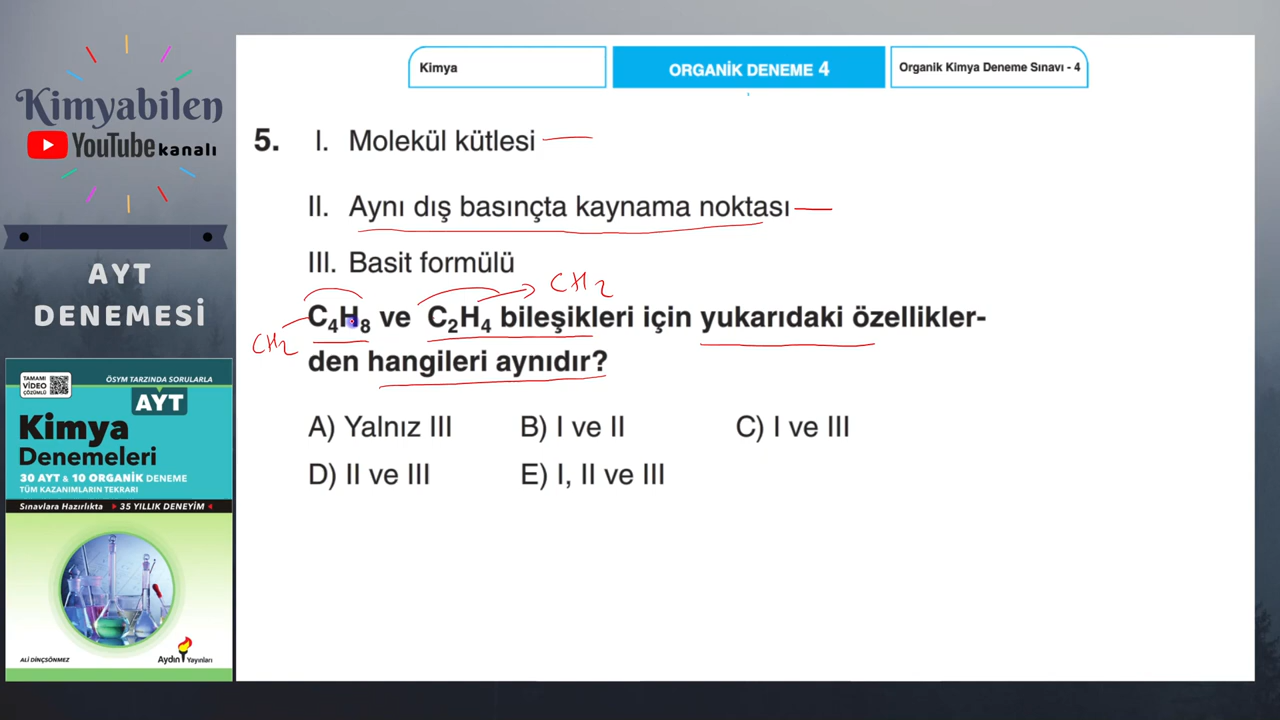 Kimyabilen
YouTube kanalı
AYT
DENEMESİ
TAMAMI
VİDEO
ÇÖZÜMLÜ
ÖSYM TARZINDA SORULARLA
AYT
Kimya
Denemeleri
30 AYT & 10 ORGANİK DENEME
TÜM KAZANIMLARIN TEKRARI
Sınavlara Hazırlıkta 35 YILLIK DENEYİM
ALİ DİNÇSÖNMEZ
Aydın Yayınları
Kimya
ORGANİK DENEME 4
Organik Kimya Deneme Sınavı - 4
5. I. Molekül kütlesi
II. Aynı dış basınçta kaynama noktası
III. Basit formülü
CH2
C4H8 ve C2H4 bileşikleri için yukarıdaki özellikler-
CH2
den hangileri aynıdır?
A) Yalnız III B) I ve II C) I ve III
D) II ve III E) I, II ve III